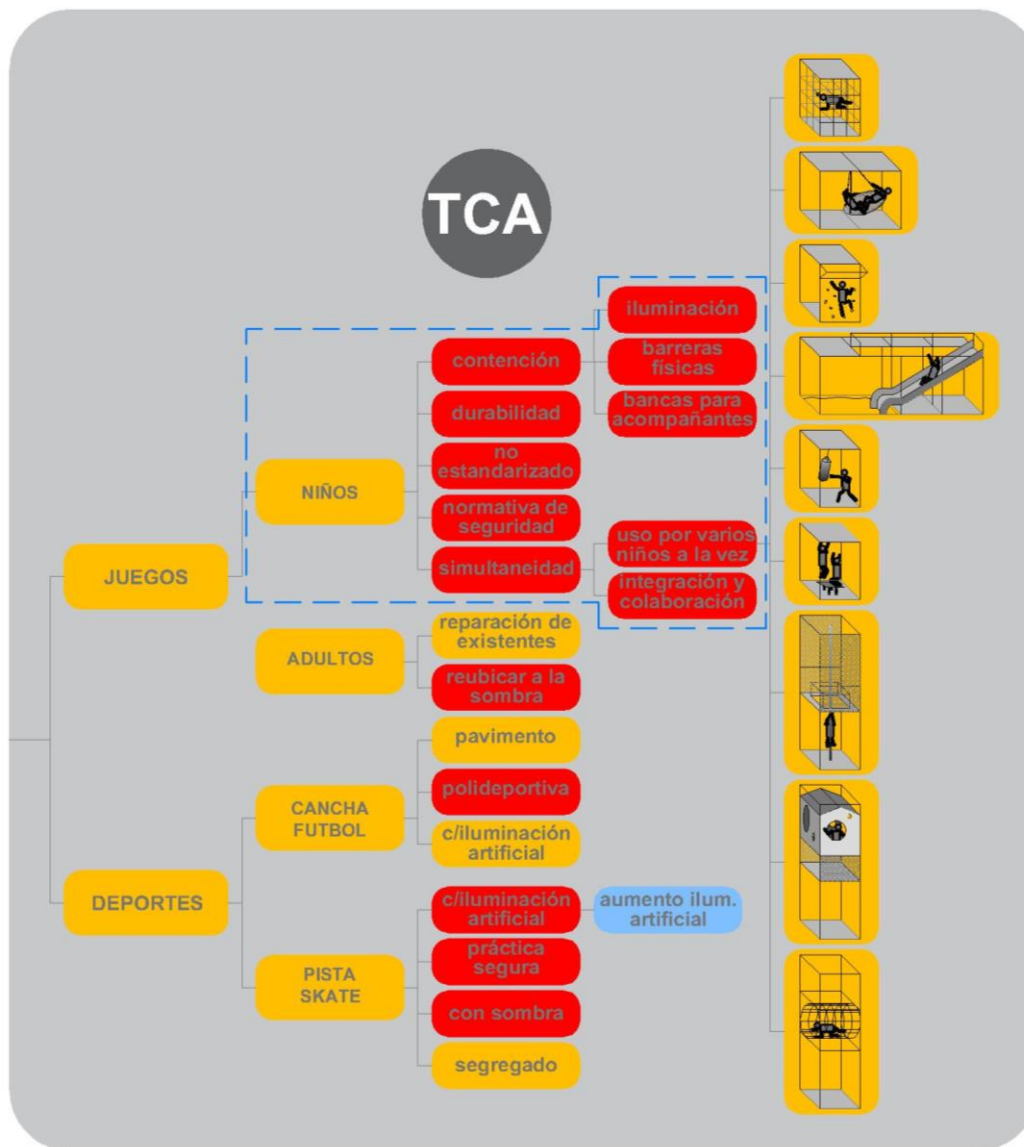 TCA
JUEGOS
NIÑOS
contención
iluminación
barreras
físicas
bancas para
acompañantes
durabilidad
no
estandarizado
normativa de
seguridad
simultaneidad
uso por varios
niños a la vez
integración y
colaboración
ADULTOS
reparación de
existentes
reubicar a la
sombra
DEPORTES
CANCHA
FUTBOL
pavimento
polideportiva
c/iluminación
artificial
PISTA
SKATE
c/iluminación
artificial
aumento ilum.
artificial
práctica
segura
con sombra
segregado